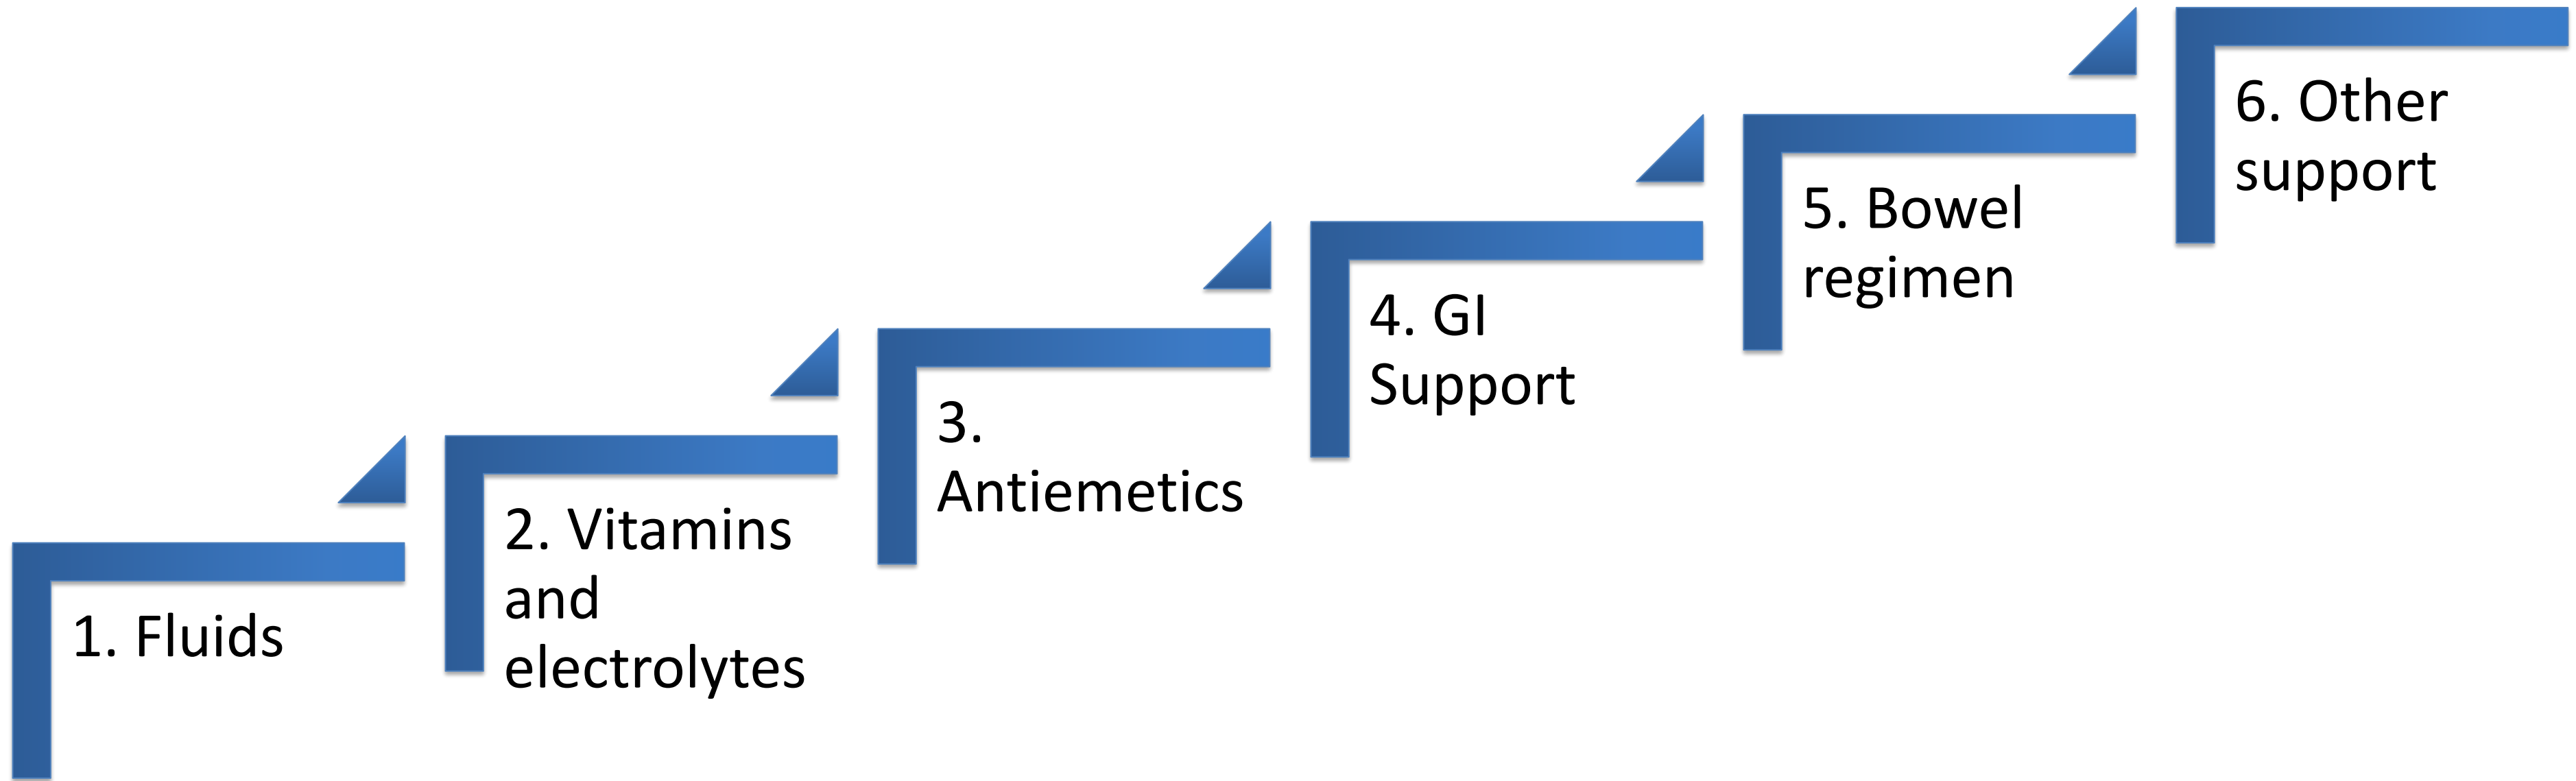 1. Fluids
2. Vitamins
and
electrolytes
3.
Antiemetics
4. GI
Support
5. Bowel
regimen
6. Other
support